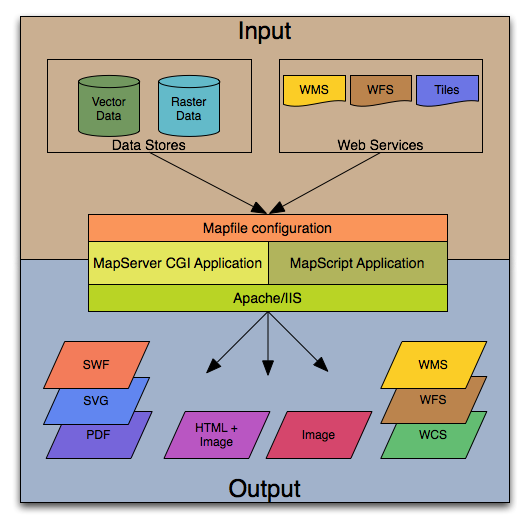 Input
Vector
Data
Raster
Data
Data Stores
WMS
WFS
Tiles
Web Services
Mapfile configuration
MapServer CGI Application
MapScript Application
Apache/IIS
SWF
SVG
PDF
HTML +
Image
Image
WMS
WFS
WCS
Output